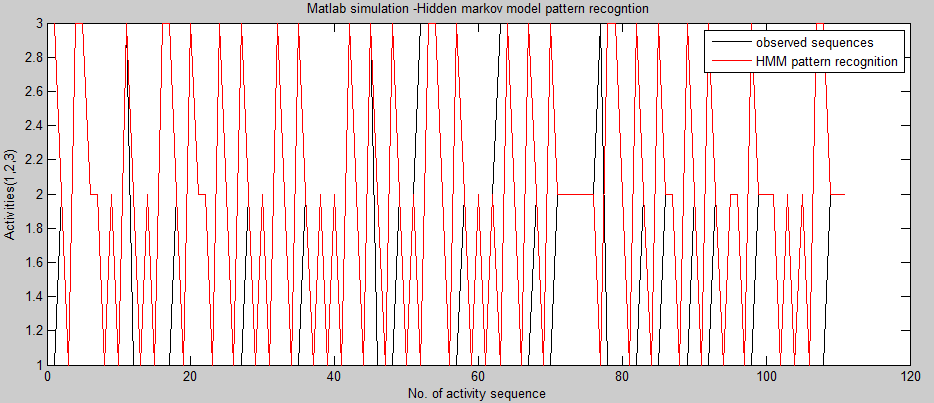 Matlab simulation -Hidden markov model pattern recogntion
observed sequences
HMM pattern recognition
Activities(1,2,3)
3
2.8
2.6
2.4
2.2
2
1.8
1.6
1.4
1.2
1
0 20 40 60 80 100 120
No. of activity sequence